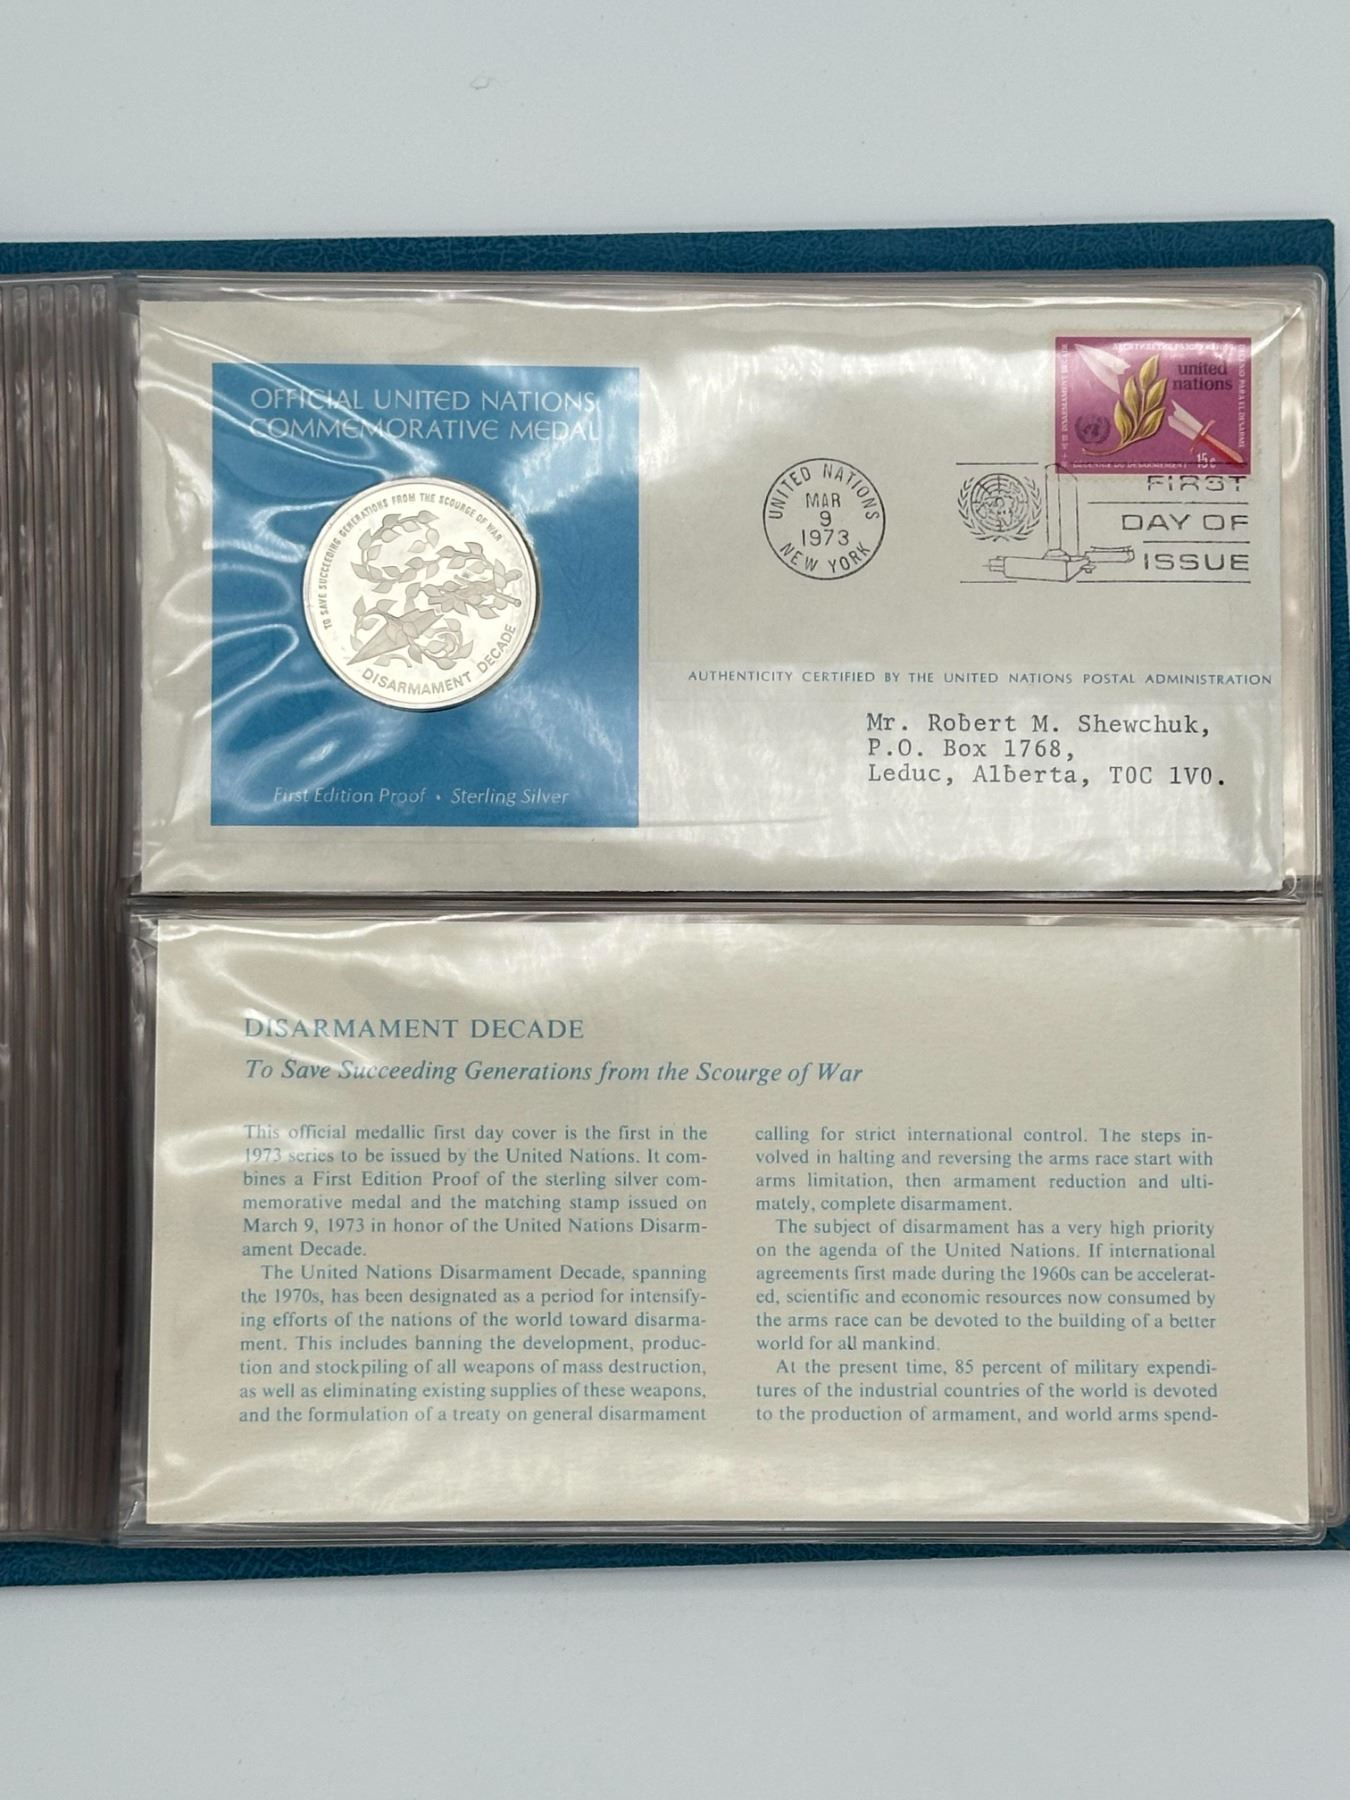 OFFICIAL UNITED NATIONS
COMMEMORATIVE MEDAL
TO SAVE SUCCEEDING GENERATIONS FROM THE SCOURGE OF WAR
DISARMAMENT DECADE
First Edition Proof • Sterling Silver
united
nations
15c
UNITED NATIONS
MAR
9
1973
NEW YORK
FIRST
DAY OF
ISSUE
AUTHENTICITY CERTIFIED BY THE UNITED NATIONS POSTAL ADMINISTRATION
Mr. Robert M. Shewchuk,
P.O. Box 1768,
Leduc, Alberta, T0C 1V0.
DISARMAMENT DECADE
To Save Succeeding Generations from the Scourge of War
This official medallic first day cover is the first in the
1973 series to be issued by the United Nations. It com-
bines a First Edition Proof of the sterling silver com-
memorative medal and the matching stamp issued on
March 9, 1973 in honor of the United Nations Disarm-
ament Decade.
The United Nations Disarmament Decade, spanning
the 1970s, has been designated as a period for intensify-
ing efforts of the nations of the world toward disarma-
ment. This includes banning the development, produc-
tion and stockpiling of all weapons of mass destruction,
as well as eliminating existing supplies of these weapons,
and the formulation of a treaty on general disarmament
calling for strict international control. The steps in-
volved in halting and reversing the arms race start with
arms limitation, then armament reduction and ulti-
mately, complete disarmament.
The subject of disarmament has a very high priority
on the agenda of the United Nations. If international
agreements first made during the 1960s can be accelerat-
ed, scientific and economic resources now consumed by
the arms race can be devoted to the building of a better
world for all mankind.
At the present time, 85 percent of military expendi-
tures of the industrial countries of the world is devoted
to the production of armament, and world arms spend-